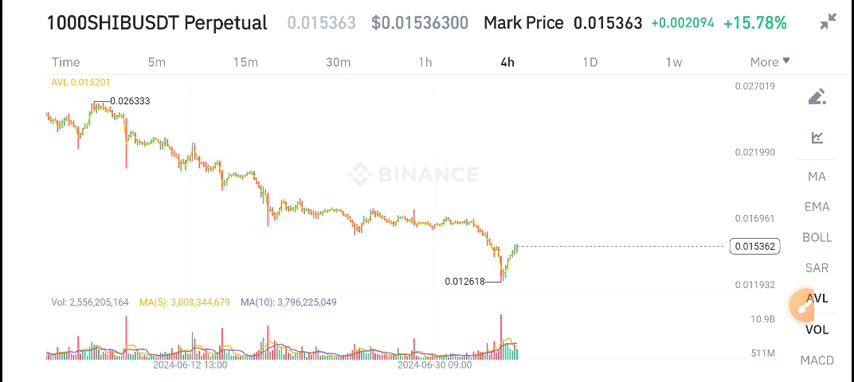 1000SHIBUSDT Perpetual 0.015363 $0.01536300 Mark Price 0.015363 +0.002094 +15.78%
Time 5m 15m 30m 1h 4h 1D 1w More
AVL 0.015201
0.027019
0.026333
0.021990
BINANCE
MA
EMA
0.016961
BOLL
0.015362
SAR
0.012618
0.011932
AVL
Vol: 2,556,205,164 MA(5): 3,008,344,679 MA(10): 3,796,225,049
10.9B
VOL
511M
MACD
2024-06-12 13:00 2024-06-30 09:00